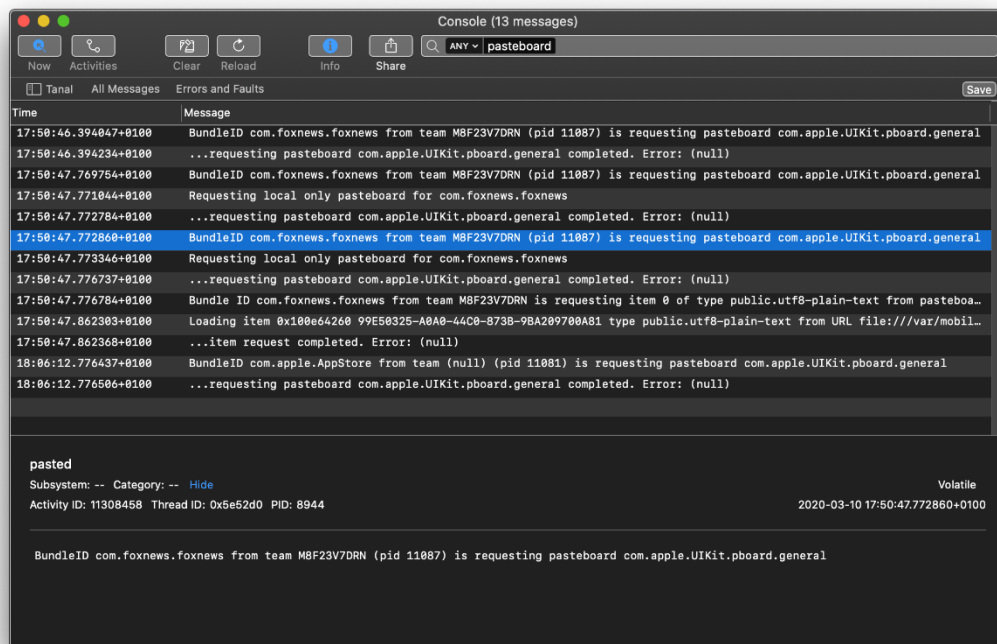 Console (13 messages)
Now Activities Clear Reload Info Share ANY pasteboard
Tanal All Messages Errors and Faults Save
Time Message
17:50:46.394047+0100 BundleID com.foxnews.foxnews from team M8F23V7DRN (pid 11087) is requesting pasteboard com.apple.UIKit.pboard.general
17:50:46.394234+0100 ...requesting pasteboard com.apple.UIKit.pboard.general completed. Error: (null)
17:50:47.769754+0100 BundleID com.foxnews.foxnews from team M8F23V7DRN (pid 11087) is requesting pasteboard com.apple.UIKit.pboard.general
17:50:47.771044+0100 Requesting local only pasteboard for com.foxnews.foxnews
17:50:47.772784+0100 ...requesting pasteboard com.apple.UIKit.pboard.general completed. Error: (null)
17:50:47.772860+0100 BundleID com.foxnews.foxnews from team M8F23V7DRN (pid 11087) is requesting pasteboard com.apple.UIKit.pboard.general
17:50:47.773346+0100 Requesting local only pasteboard for com.foxnews.foxnews
17:50:47.776737+0100 ...requesting pasteboard com.apple.UIKit.pboard.general completed. Error: (null)
17:50:47.776784+0100 Bundle ID com.foxnews.foxnews from team M8F23V7DRN is requesting item 0 of type public.utf8-plain-text from pasteboa…
17:50:47.862303+0100 Loading item 0x100e64260 99E50325-A0A0-44C0-873B-9BA209700A81 type public.utf8-plain-text from URL file:///var/mobil…
17:50:47.862368+0100 ...item request completed. Error: (null)
18:06:12.776437+0100 BundleID com.apple.AppStore from team (null) (pid 11081) is requesting pasteboard com.apple.UIKit.pboard.general
18:06:12.776506+0100 ...requesting pasteboard com.apple.UIKit.pboard.general completed. Error: (null)
pasted
Subsystem: -- Category: -- Hide Volatile
Activity ID: 11308458 Thread ID: 0x5e52d0 PID: 8944 2020-03-10 17:50:47.772860+0100
BundleID com.foxnews.foxnews from team M8F23V7DRN (pid 11087) is requesting pasteboard com.apple.UIKit.pboard.general